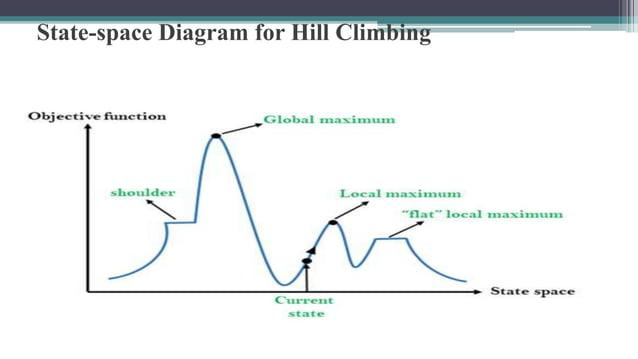 State-space Diagram for Hill Climbing
Objective function
Global maximum
shoulder
Local maximum
"flat" local maximum
State space
Current
state